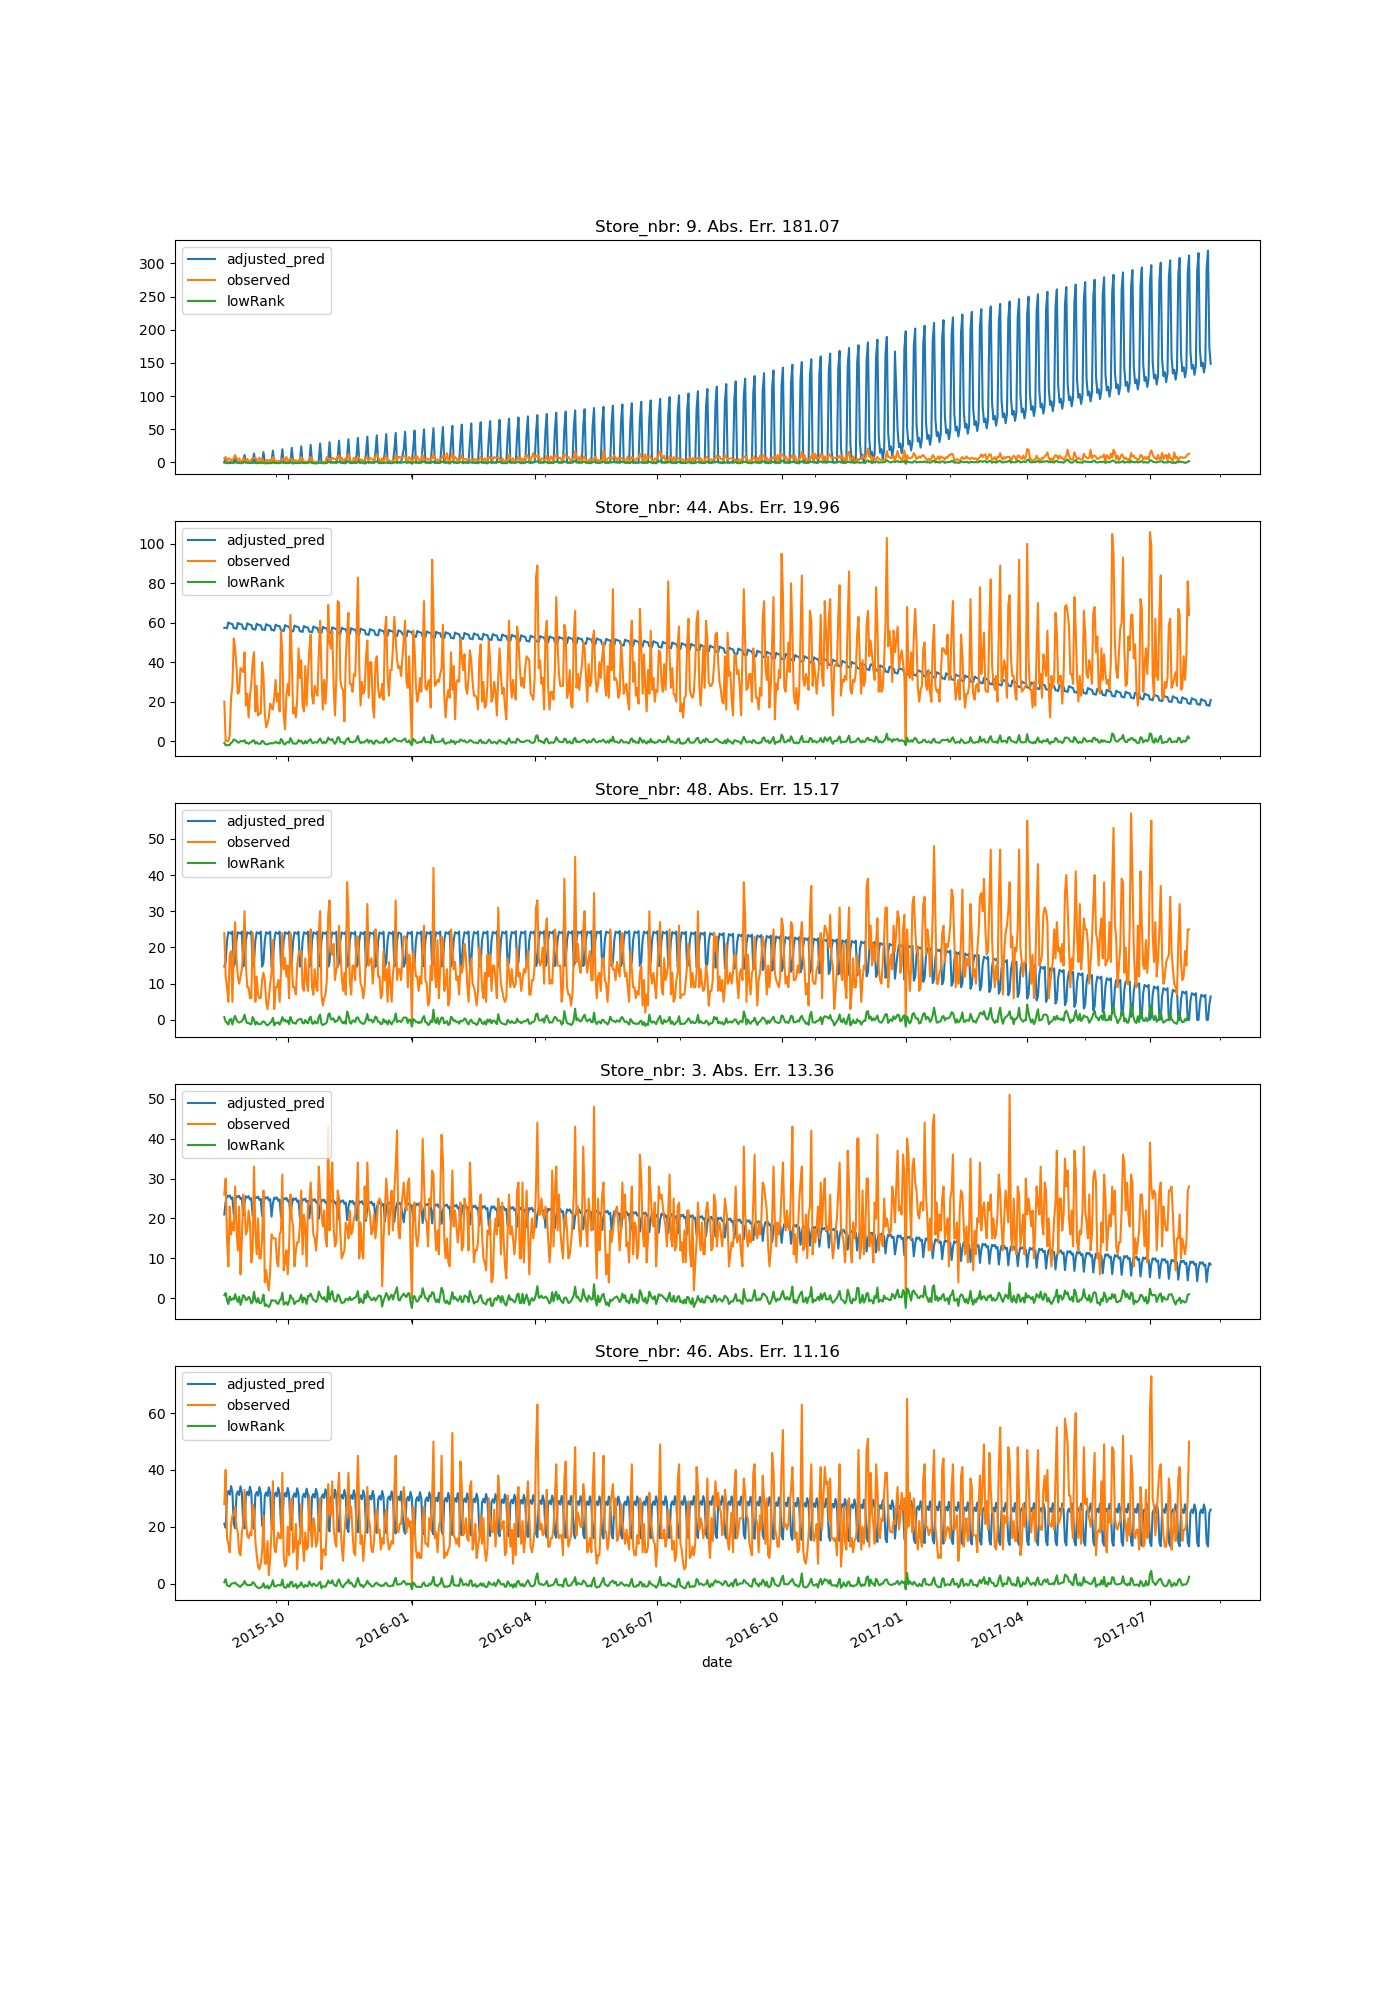 Store_nbr: 9. Abs. Err. 181.07
adjusted_pred
observed
lowRank
300
250
200
150
100
50
0
Store_nbr: 44. Abs. Err. 19.96
adjusted_pred
observed
lowRank
100
80
60
40
20
0
Store_nbr: 48. Abs. Err. 15.17
adjusted_pred
observed
lowRank
50
40
30
20
10
0
Store_nbr: 3. Abs. Err. 13.36
adjusted_pred
observed
lowRank
50
40
30
20
10
0
Store_nbr: 46. Abs. Err. 11.16
adjusted_pred
observed
lowRank
60
40
20
0
2015-10 2016-01 2016-04 2016-07 2016-10 2017-01 2017-04 2017-07
date